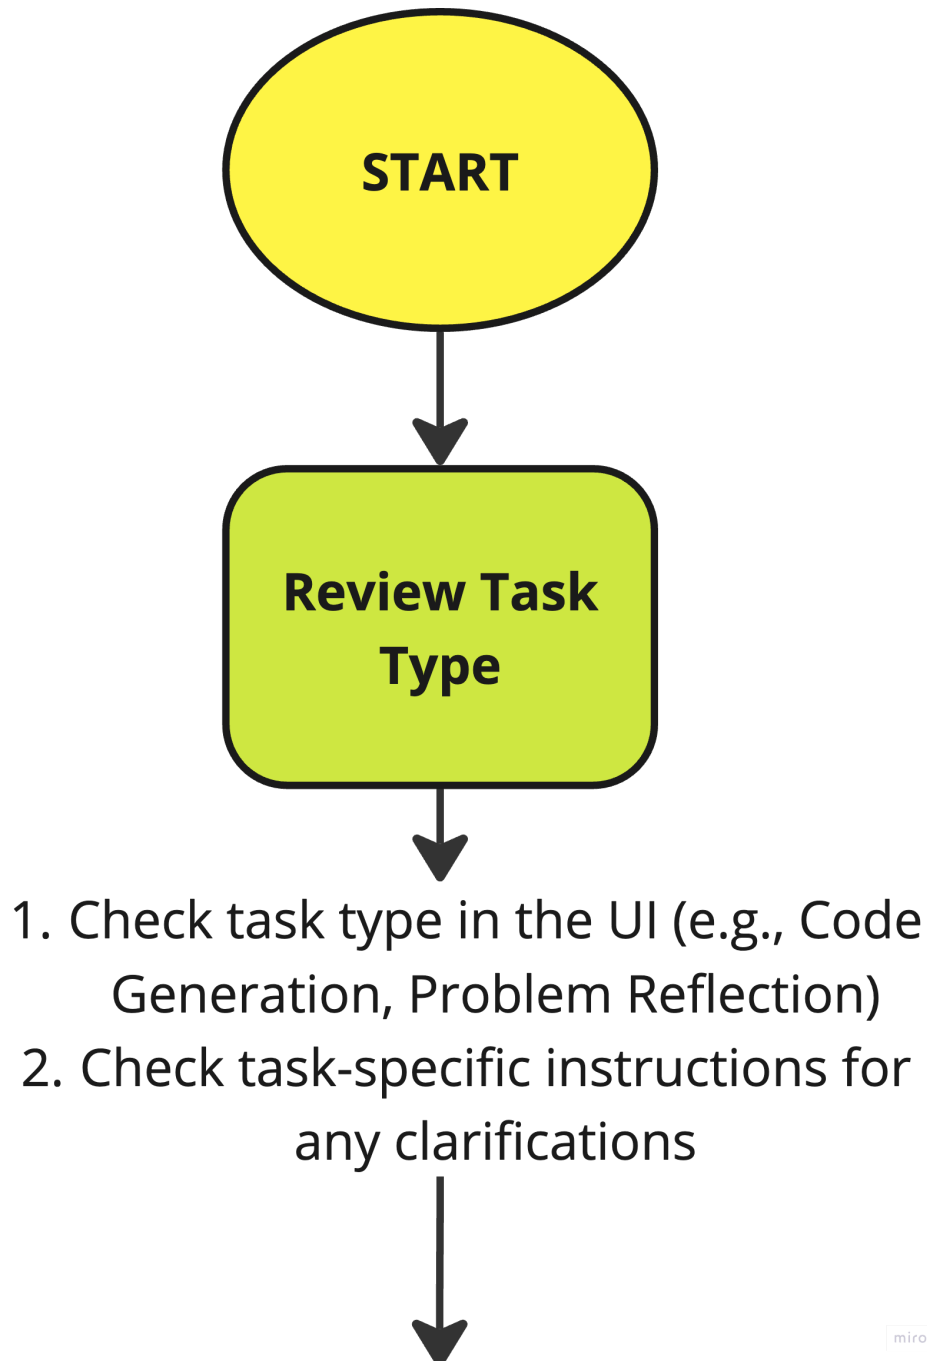 START
Review Task
Type
1. Check task type in the UI (e.g., Code
Generation, Problem Reflection)
2. Check task-specific instructions for
any clarifications
miro